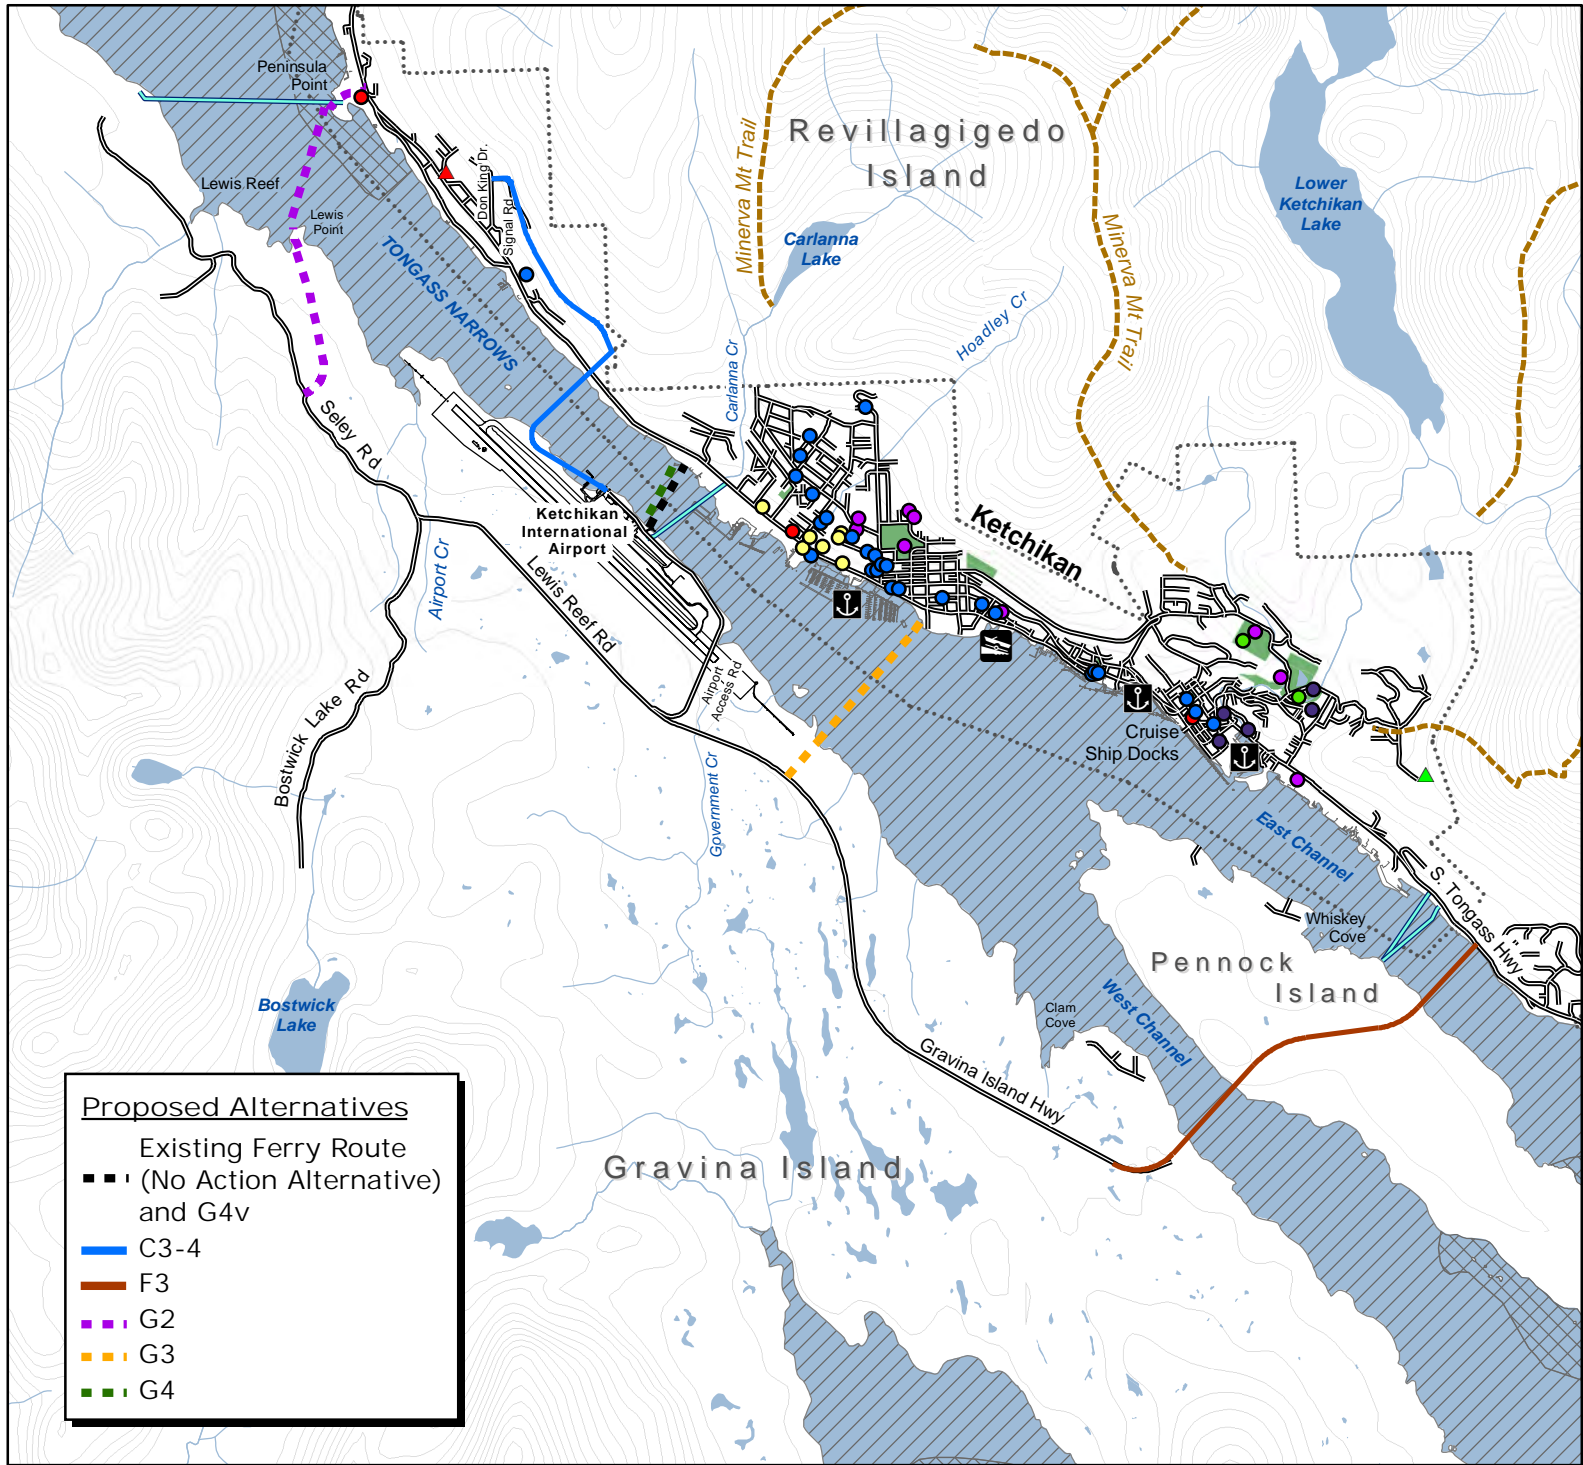 Peninsula
Point
Revillagigedo
Island
Minerva Mt Trail
Minerva Mt Trail
Lewis Reef
Lewis
Point
Don King Dr.
Signal Rd
TONGASS NARROWS
Carlanna
Lake
Lower
Ketchikan
Lake
Carlanna Cr
Hoadley Cr
Seley Rd
Ketchikan
International
Airport
Ketchikan
Airport Cr
Lewis Reef Rd
Bostwick Lake Rd
Airport
Access Rd
Government Cr
Cruise
Ship Docks
East Channel
S. Tongass Hwy
Whiskey
Cove
Pennock
Island
West Channel
Clam
Cove
Bostwick
Lake
Gravina Island Hwy
Gravina Island
Proposed Alternatives
Existing Ferry Route
(No Action Alternative)
and G4v
C3-4
F3
G2
G3
G4